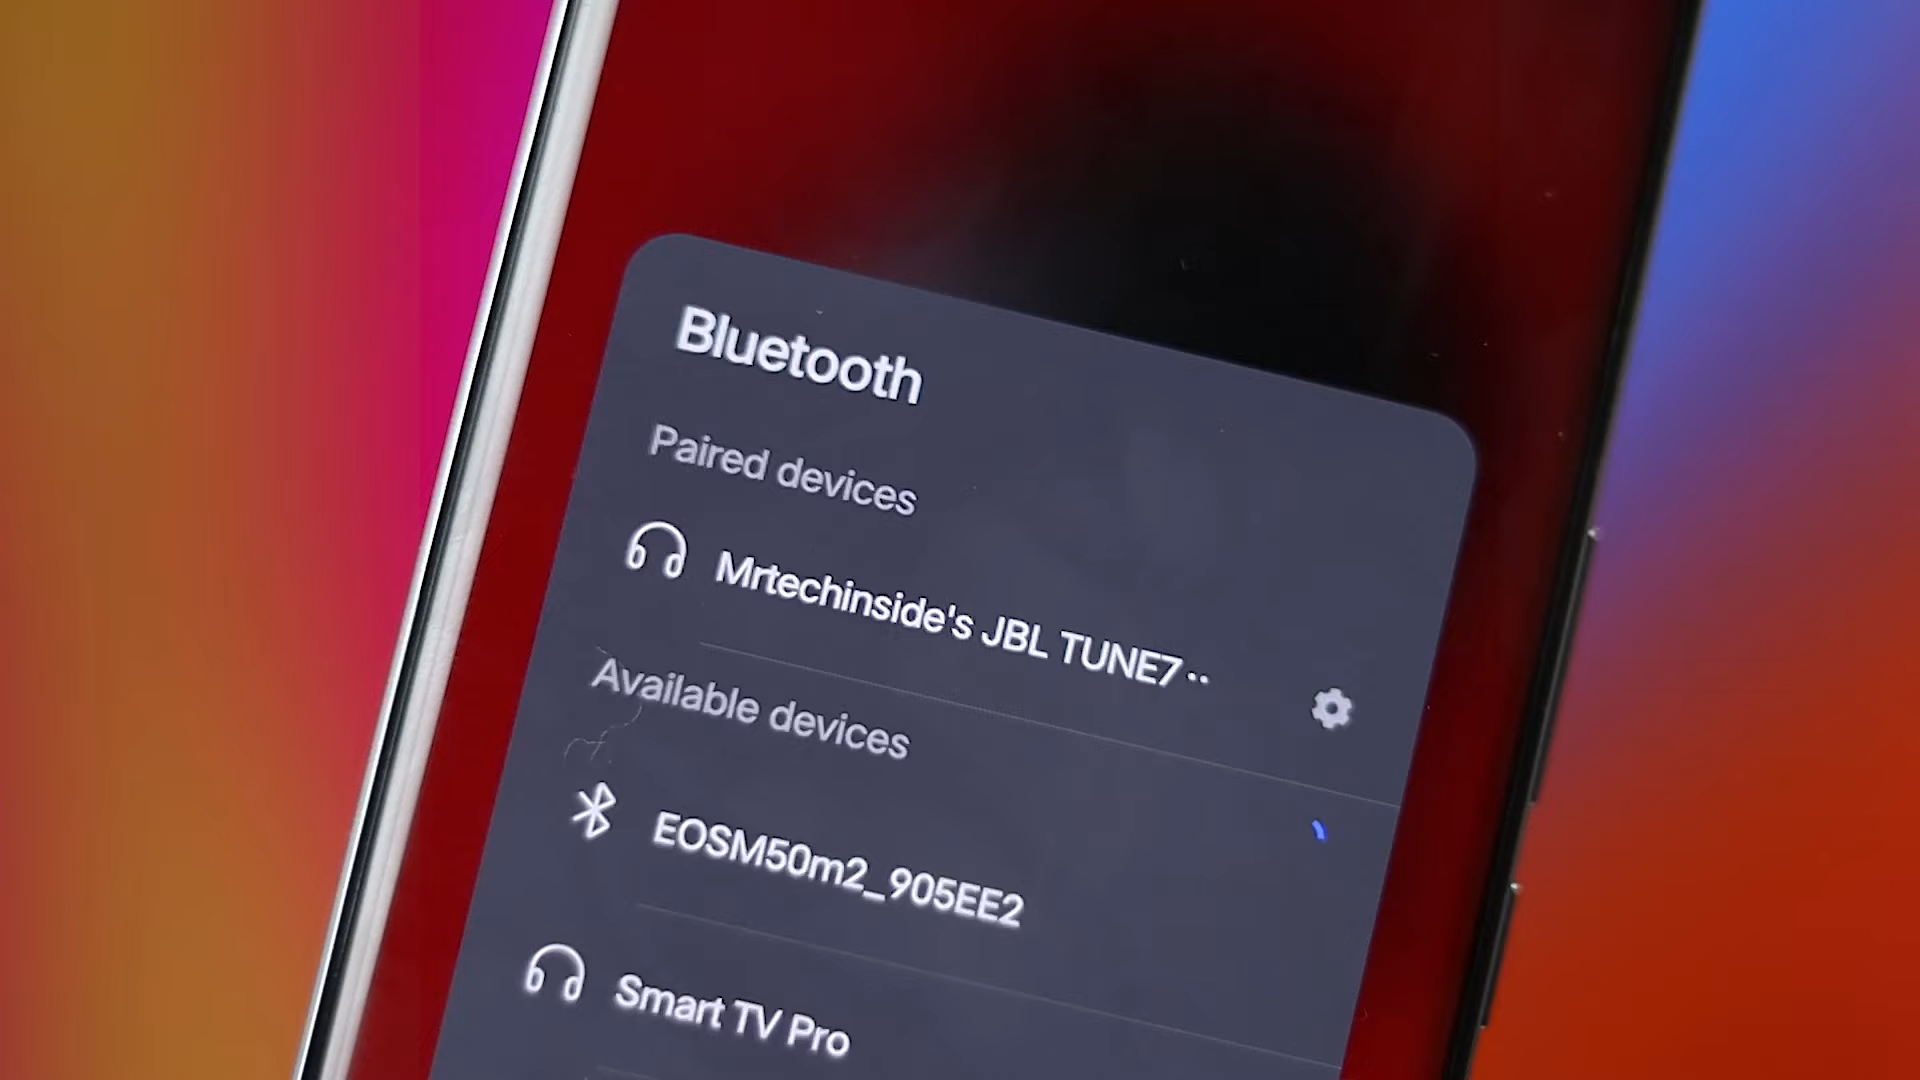 Bluetooth
Paired devices
Mrtechinside's JBL TUNE7··
Available devices
EOSM50m2_905EE2
Smart TV Pro